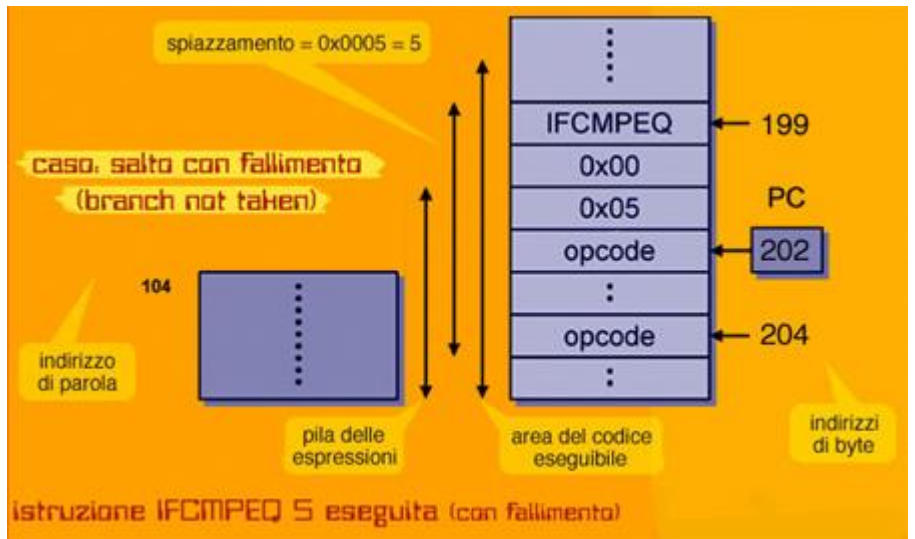 spiazzamento = 0x0005 = 5
caso: salto con fallimento
(branch not taken)
IFCMPEQ
199
0x00
0x05
PC
opcode
202
104
opcode
204
indirizzo
di parola
pila delle
espressioni
area del codice
eseguibile
indirizzi
di byte
istruzione IFCMPEQ 5 eseguita (con fallimento)